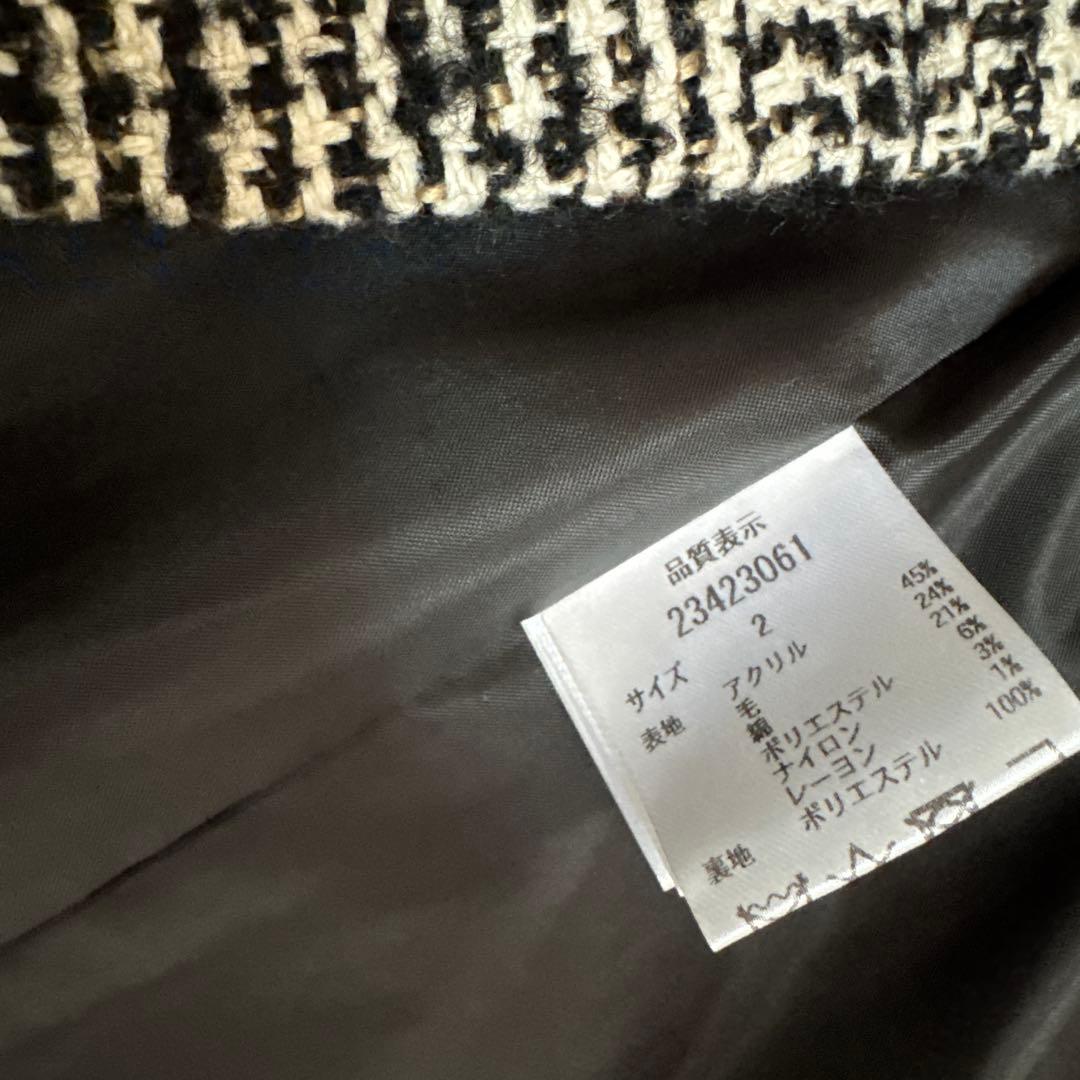 品質表示
23423061
サイズ 2
表地 アクリル 45%
毛 24%
綿 21%
ポリエステル 6%
ナイロン 3%
レーヨン 1%
裏地 ポリエステル 100%